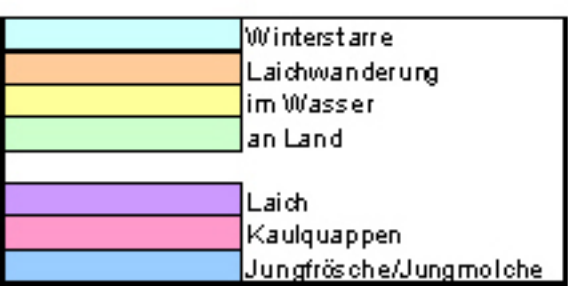 Winterstarre
Laichwanderung
im Wasser
an Land
Laich
Kaulquappen
Jungfrösche/Jungmolche